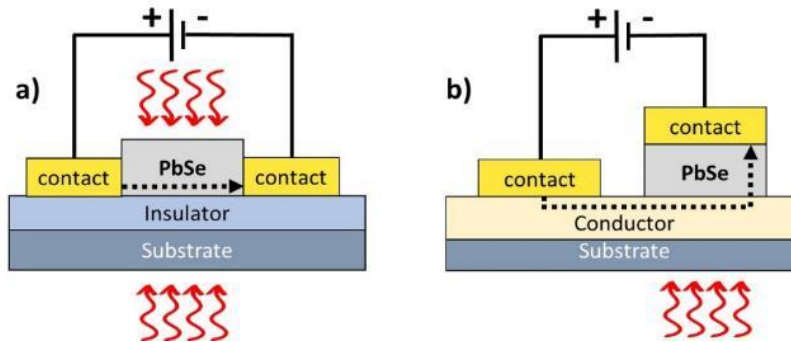 + -
a)
PbSe
contact
contact
Insulator
Substrate
+ -
b)
contact
contact
PbSe
Conductor
Substrate